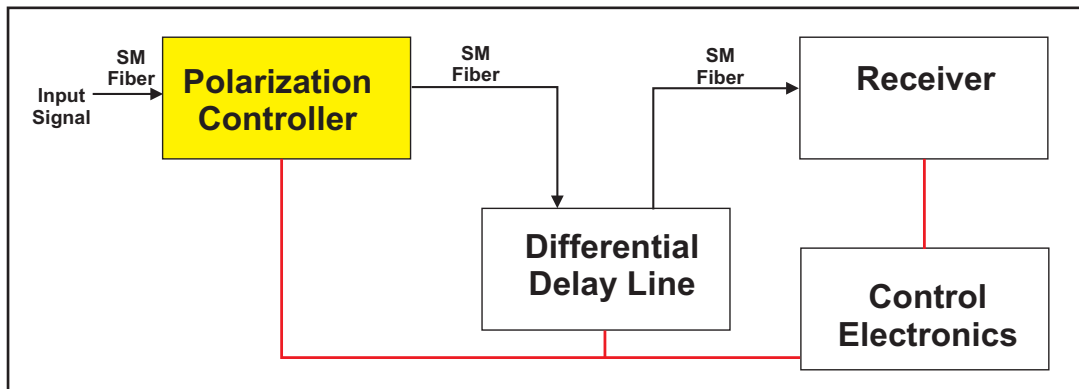 SM
Fiber
Input
Signal
Polarization
Controller
SM
Fiber
SM
Fiber
Receiver
Differential
Delay Line
Control
Electronics